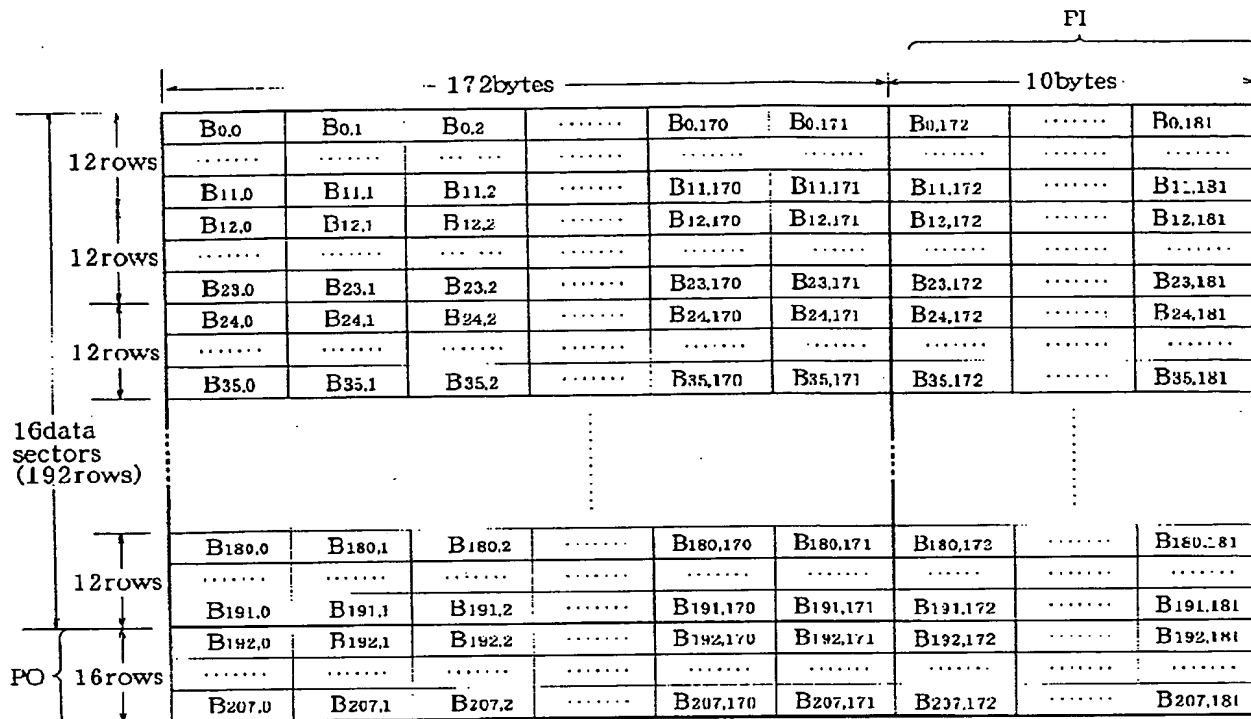 PI
172bytes 10bytes
B0,0 B0,1 B0,2 ······· B0,170 B0,171 B0,172 ······· B0,181
12rows
······· ······· ··· ··· ······· ······· ······· ······· ······· ·······
B11,0 B11,1 B11,2 ······· B11,170 B11,171 B11,172 ······· B11,181
B12,0 B12,1 B12,2 ······· B12,170 B12,171 B12,172 ······· B12,181
12rows
······· ······· ··· ··· ······· ······· ······· ······· ······· ·······
B23,0 B23,1 B23,2 ······· B23,170 B23,171 B23,172 ······· B23,181
B24,0 B24,1 B24,2 ······· B24,170 B24,171 B24,172 ······· B24,181
12rows
······· ······· ······· ······· ······· ······· ······· ······· ·······
B35,0 B35,1 B35,2 ······· B35,170 B35,171 B35,172 ······· B35,181
16data
sectors
(192rows)
B180,0 B180,1 B180,2 ······· B180,170 B180,171 B180,172 ······· B180,181
12rows
······· ······· ······· ······· ······· ······· ······· ······· ·······
B191,0 B191,1 B191,2 ······· B191,170 B191,171 B191,172 ······· B191,181
B192,0 B192,1 B192,2 ······· B192,170 B192,171 B192,172 ······· B192,181
PO 16rows
······· ······· ······· ······· ······· ······· ······· ······· ·······
B207,0 B207,1 B207,2 ······· B207,170 B207,171 B207,172 ······· B207,181